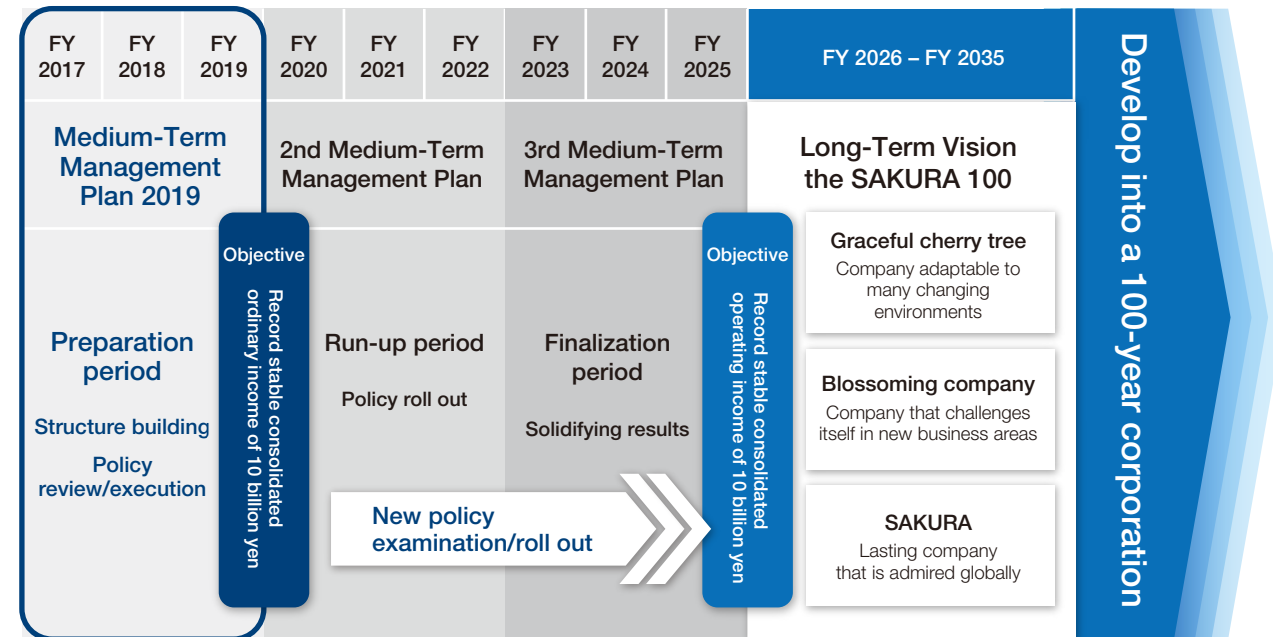 FY
2017
FY
2018
FY
2019
FY
2020
FY
2021
FY
2022
FY
2023
FY
2024
FY
2025
FY 2026 – FY 2035
Medium-Term
Management
Plan 2019
2nd Medium-Term
Management Plan
3rd Medium-Term
Management Plan
Long-Term Vision
the SAKURA 100
Preparation
period
Structure building
Policy
review/execution
Objective
Record stable consolidated
ordinary income of 10 billion yen
Run-up period
Policy roll out
Finalization
period
Solidifying results
New policy
examination/roll out
Objective
Record stable consolidated
operating income of 10 billion yen
Graceful cherry tree
Company adaptable to
many changing
environments
Blossoming company
Company that challenges
itself in new business areas
SAKURA
Lasting company
that is admired globally
Develop into a 100-year corporation